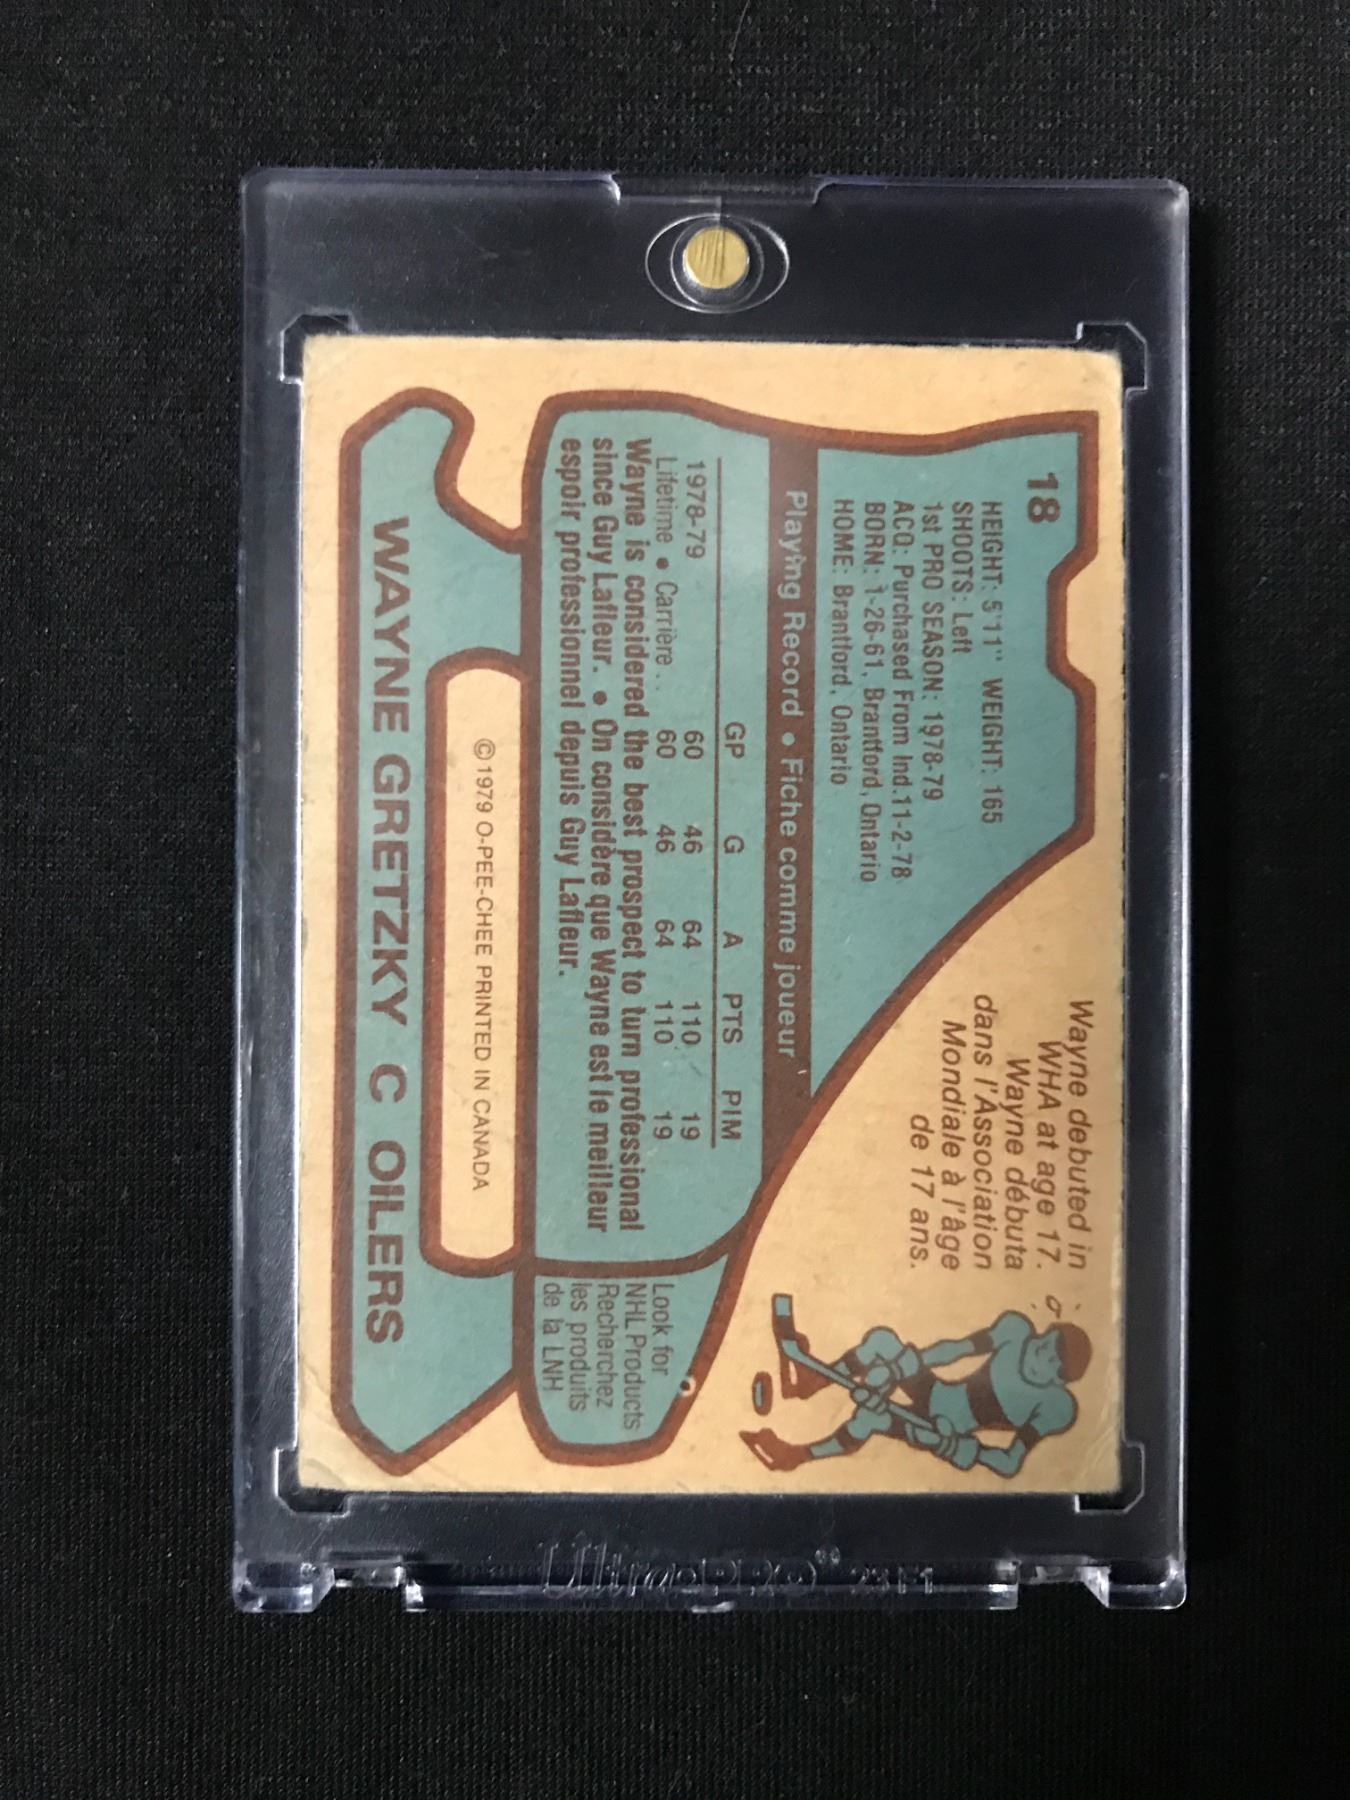 18
HEIGHT: 5'11" WEIGHT: 165
SHOOTS: Left
1st PRO SEASON: 1978-79
ACQ: Purchased From Ind.11-2-78
BORN: 1-26-61, Brantford, Ontario
HOME: Brantford, Ontario
Wayne debuted in
WHA at age 17.
Wayne débuta
dans l'Association
Mondiale à l'âge
de 17 ans.
Playing Record • Fiche comme joueur
GP G A PTS PIM
1978-79 60 46 64 110 19
Lifetime • Carrière .. 60 46 64 110 19
Wayne is considered the best prospect to turn professional
since Guy Lafleur. • On considère que Wayne est le meilleur
espoir professionnel depuis Guy Lafleur.
Look for
NHL Products
Recherchez
les produits
de la LNH
©1979 O-PEE-CHEE PRINTED IN CANADA
WAYNE GRETZKY C OILERS
Ultra-PRO®